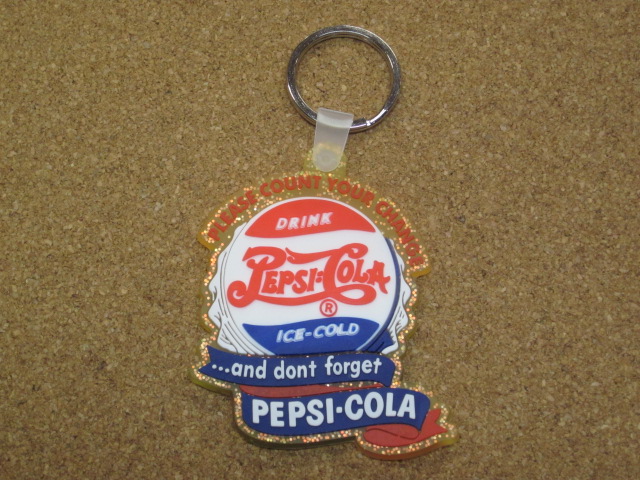 PLEASE COUNT YOUR CHANGE
DRINK
PEPSI-COLA
®
ICE-COLD
...and dont forget
PEPSI-COLA